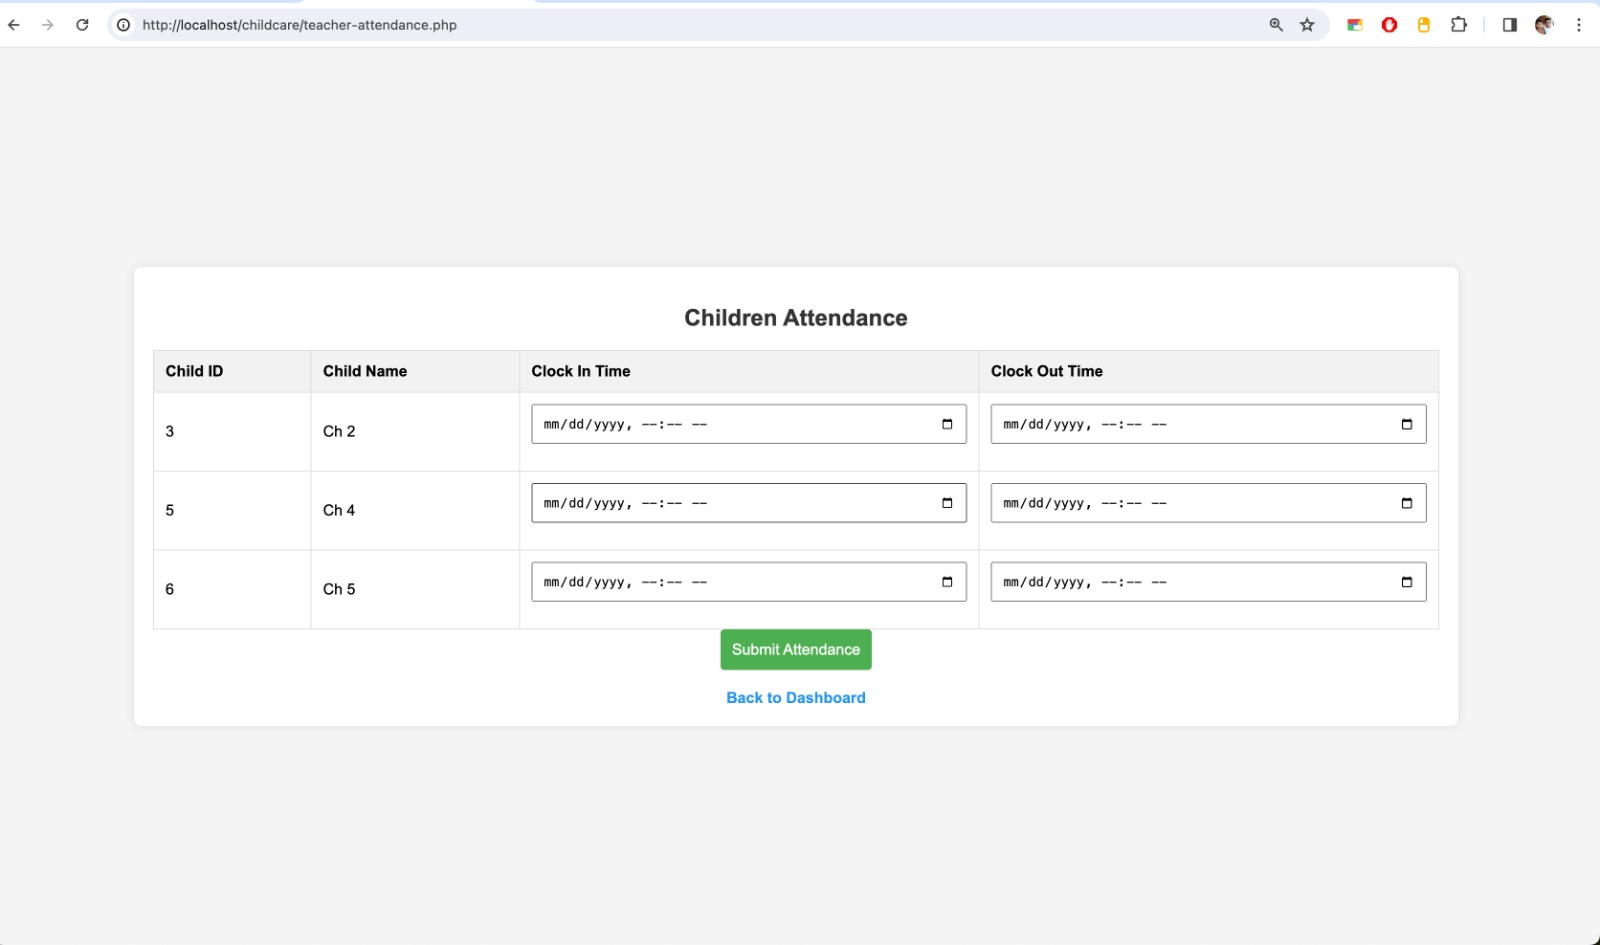 http://localhost/childcare/teacher-attendance.php
Children Attendance
Child ID Child Name Clock In Time Clock Out Time
3 Ch 2 mm/dd/yyyy, --:-- -- mm/dd/yyyy, --:-- --
5 Ch 4 mm/dd/yyyy, --:-- -- mm/dd/yyyy, --:-- --
6 Ch 5 mm/dd/yyyy, --:-- -- mm/dd/yyyy, --:-- --
Submit Attendance
Back to Dashboard